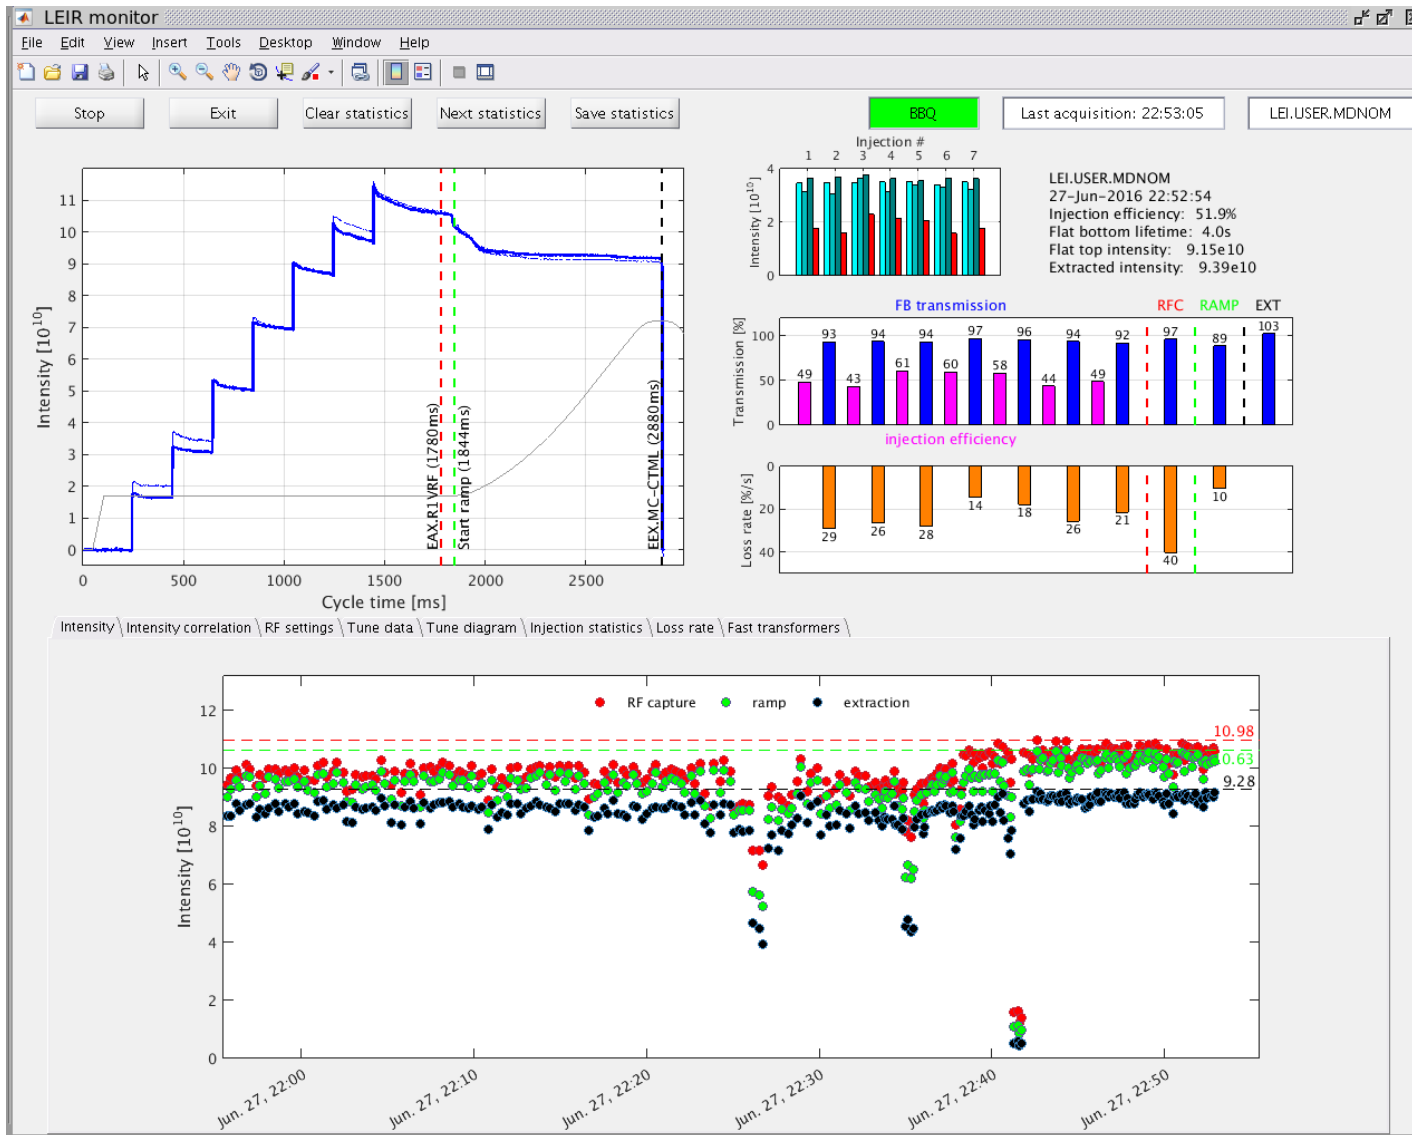 LEIR monitor
File Edit View Insert Tools Desktop Window Help
Stop Exit Clear statistics Next statistics Save statistics BBQ Last acquisition: 22:53:05 LEI.USER.MDNOM
11
10
9
8
7
6
5
4
3
2
1
0
Intensity [10^10]
0 500 1000 1500 2000 2500
Cycle time [ms]
EAX.R1VRF (1780ms)
Start ramp (1844ms)
EEX.MC-CTML (2880ms)
Injection #
1 2 3 4 5 6 7
4
2
0
Intensity [10^10]
LEI.USER.MDNOM
27-Jun-2016 22:52:54
Injection efficiency: 51.9%
Flat bottom lifetime: 4.0s
Flat top intensity: 9.15e10
Extracted intensity: 9.39e10
FB transmission RFC RAMP EXT
100
50
0
Transmission [%]
93 94 94 97 96 94 92 97 89 103
49 43 61 60 58 44 49
injection efficiency
0
20
40
Loss rate [%/s]
29 26 28 14 18 26 21 40 10
Intensity Intensity correlation RF settings Tune data Tune diagram Injection statistics Loss rate Fast transformers
RF capture ramp extraction
12
10
8
6
4
2
0
Intensity [10^10]
10.98
0.63
9.28
Jun. 27, 22:00 Jun. 27, 22:10 Jun. 27, 22:20 Jun. 27, 22:30 Jun. 27, 22:40 Jun. 27, 22:50